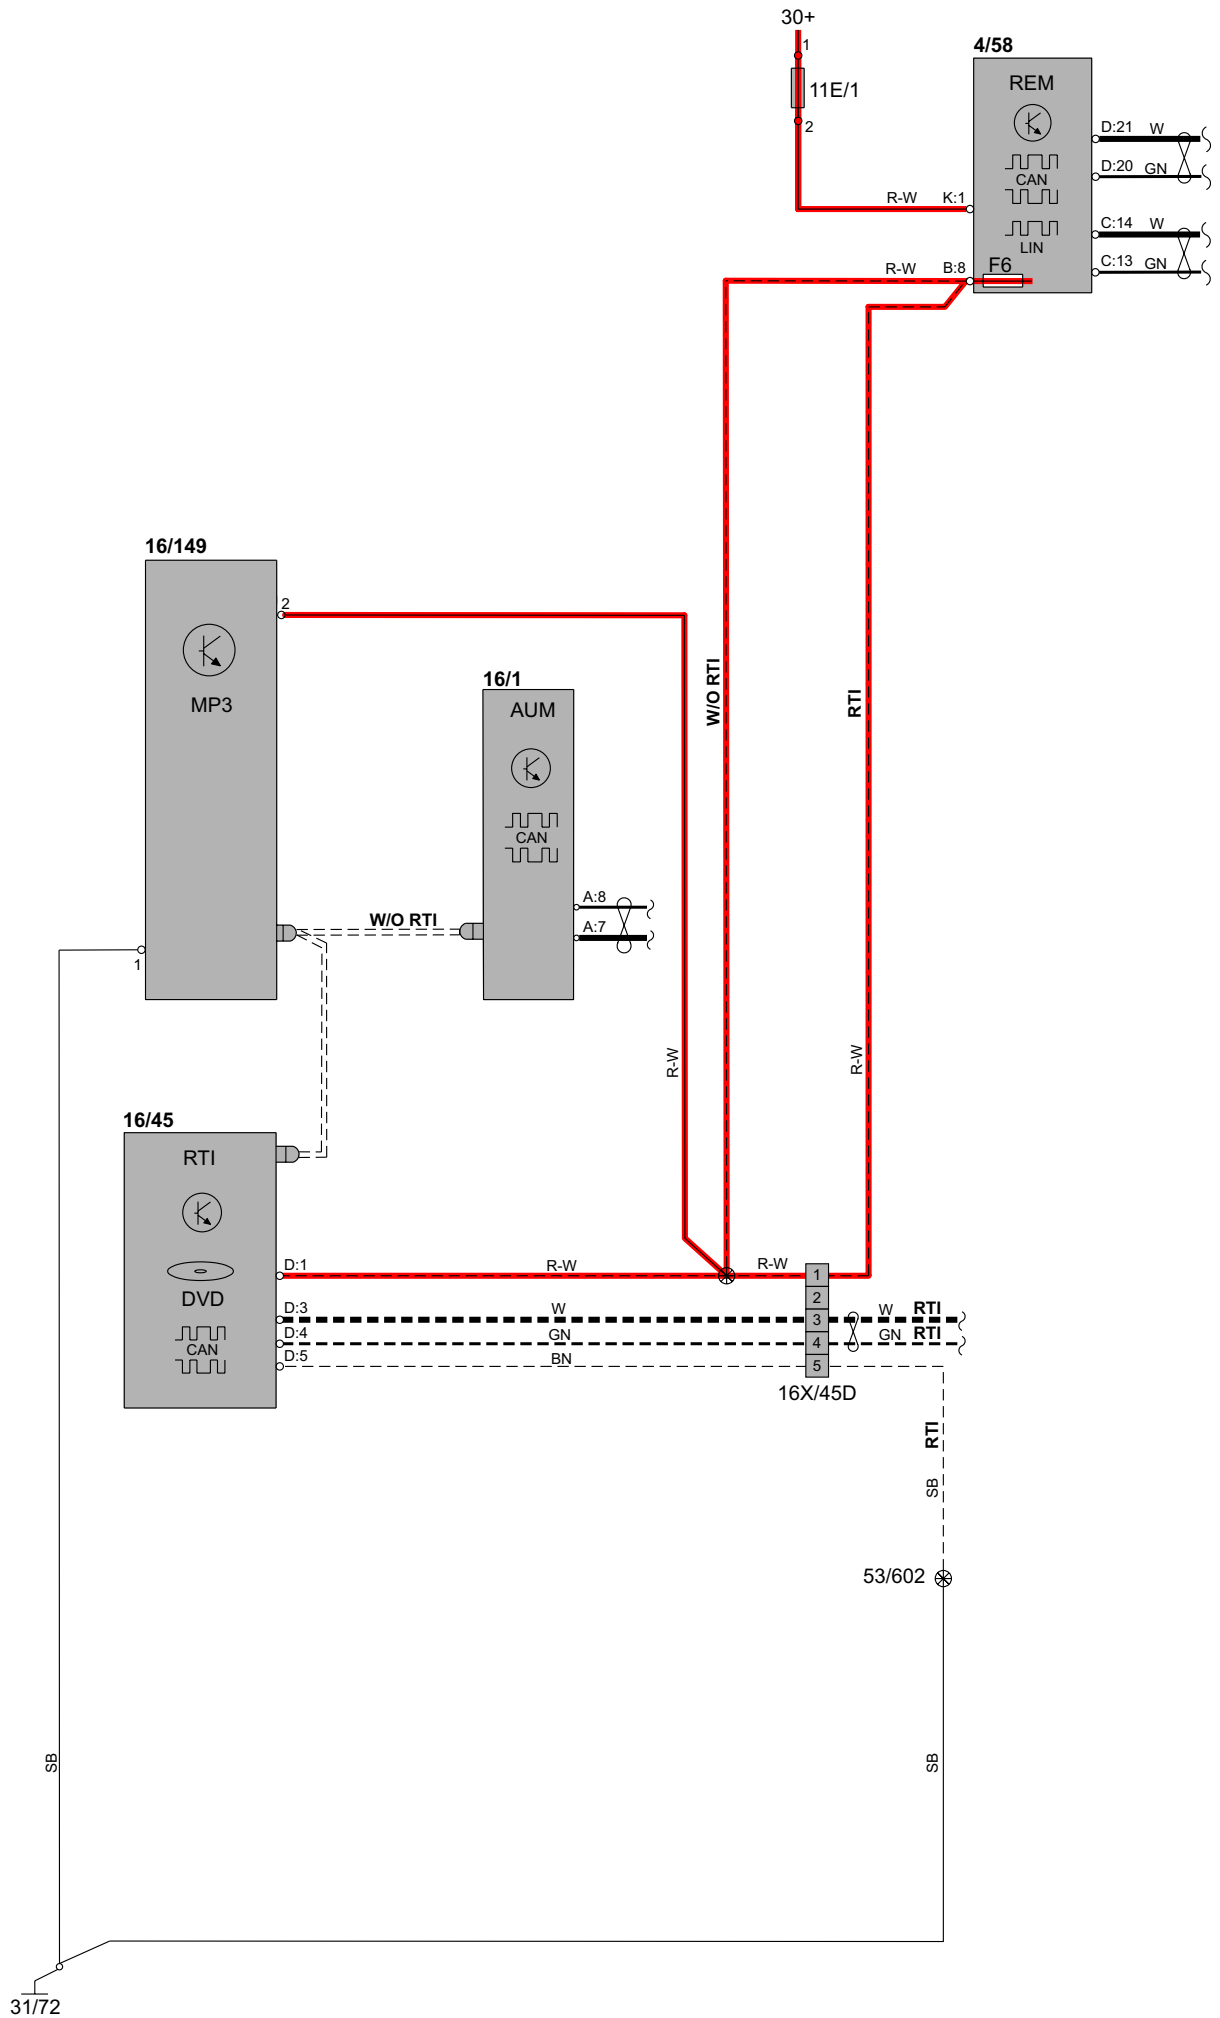 30+
1
11E/1
2
4/58
REM
CAN
LIN
F6
D:21 W
D:20 GN
C:14 W
C:13 GN
R-W K:1
R-W B:8
16/149
2
MP3
1
16/1
AUM
CAN
A:8
A:7
W/O RTI
W/O RTI
RTI
R-W
R-W
16/45
RTI
DVD
CAN
D:1 R-W R-W 1
2
D:3 W 3 W RTI
D:4 GN 4 GN RTI
D:5 BN 5
16X/45D
RTI
SB
53/602
SB
SB
31/72